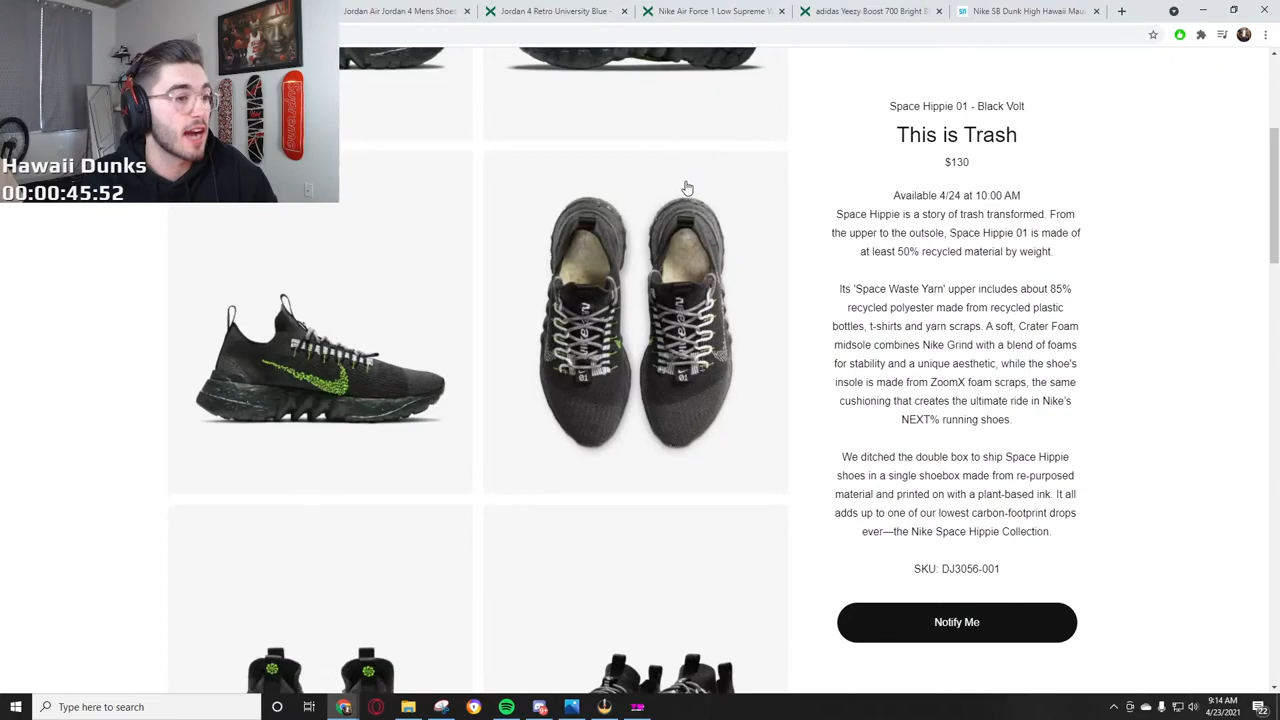 Jordan Air Jordan 4 Mens Shoes
Jordan 4 Retro University Blue -
Nike Air Force 1 Low Supreme W
adidas Yeezy Boost 700 Bright Bl
Nike SB Dunk High Hawaii Mau
Supreme
Hawaii Dunks
00:00:45:52
Space Hippie 01 - Black Volt
This is Trash
$130
Available 4/24 at 10:00 AM
Space Hippie is a story of trash transformed. From
the upper to the outsole, Space Hippie 01 is made of
at least 50% recycled material by weight.
Its 'Space Waste Yarn' upper includes about 85%
recycled polyester made from recycled plastic
bottles, t-shirts and yarn scraps. A soft, Crater Foam
midsole combines Nike Grind with a blend of foams
for stability and a unique aesthetic, while the shoe's
insole is made from ZoomX foam scraps, the same
cushioning that creates the ultimate ride in Nike's
NEXT% running shoes.
We ditched the double box to ship Space Hippie
shoes in a single shoebox made from re-purposed
material and printed on with a plant-based ink. It all
adds up to one of our lowest carbon-footprint drops
ever—the Nike Space Hippie Collection.
SKU: DJ3056-001
Notify Me
Type here to search
9:14 AM
4/23/2021
22